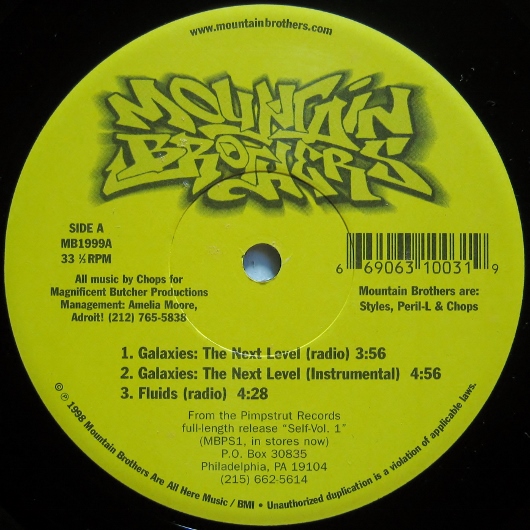 www.mountainbrothers.com
MOUNTAIN
BROTHERS
SIDE A
MB1999A
33 ⅓ RPM
6 69063 10031 9
All music by Chops for
Magnificent Butcher Productions
Management: Amelia Moore,
Adroit! (212) 765-5838
Mountain Brothers are:
Styles, Peril-L & Chops
1. Galaxies: The Next Level (radio) 3:56
2. Galaxies: The Next Level (Instrumental) 4:56
3. Fluids (radio) 4:28
From the Pimpstrut Records
full-length release "Self-Vol. 1"
(MBPS1, in stores now)
P.O. Box 30835
Philadelphia, PA 19104
(215) 662-5614
© ℗ 1998 Mountain Brothers Are All Here Music / BMI • Unauthorized duplication is a violation of applicable laws.